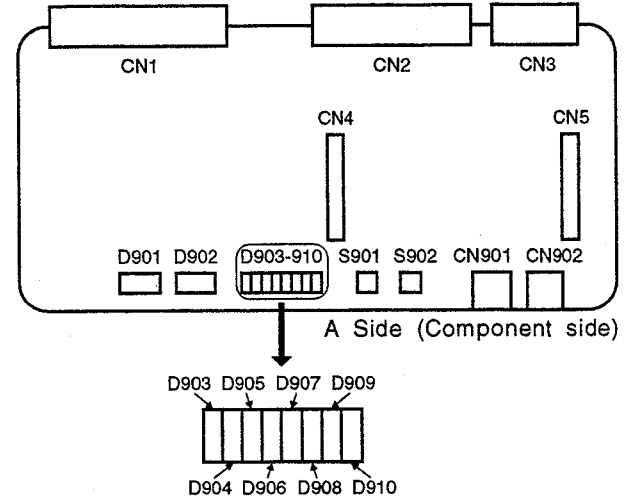 CN1 CN2 CN3
CN4 CN5
D901 D902 D903-910 S901 S902 CN901 CN902
A Side (Component side)
D903 D905 D907 D909
D904 D906 D908 D910